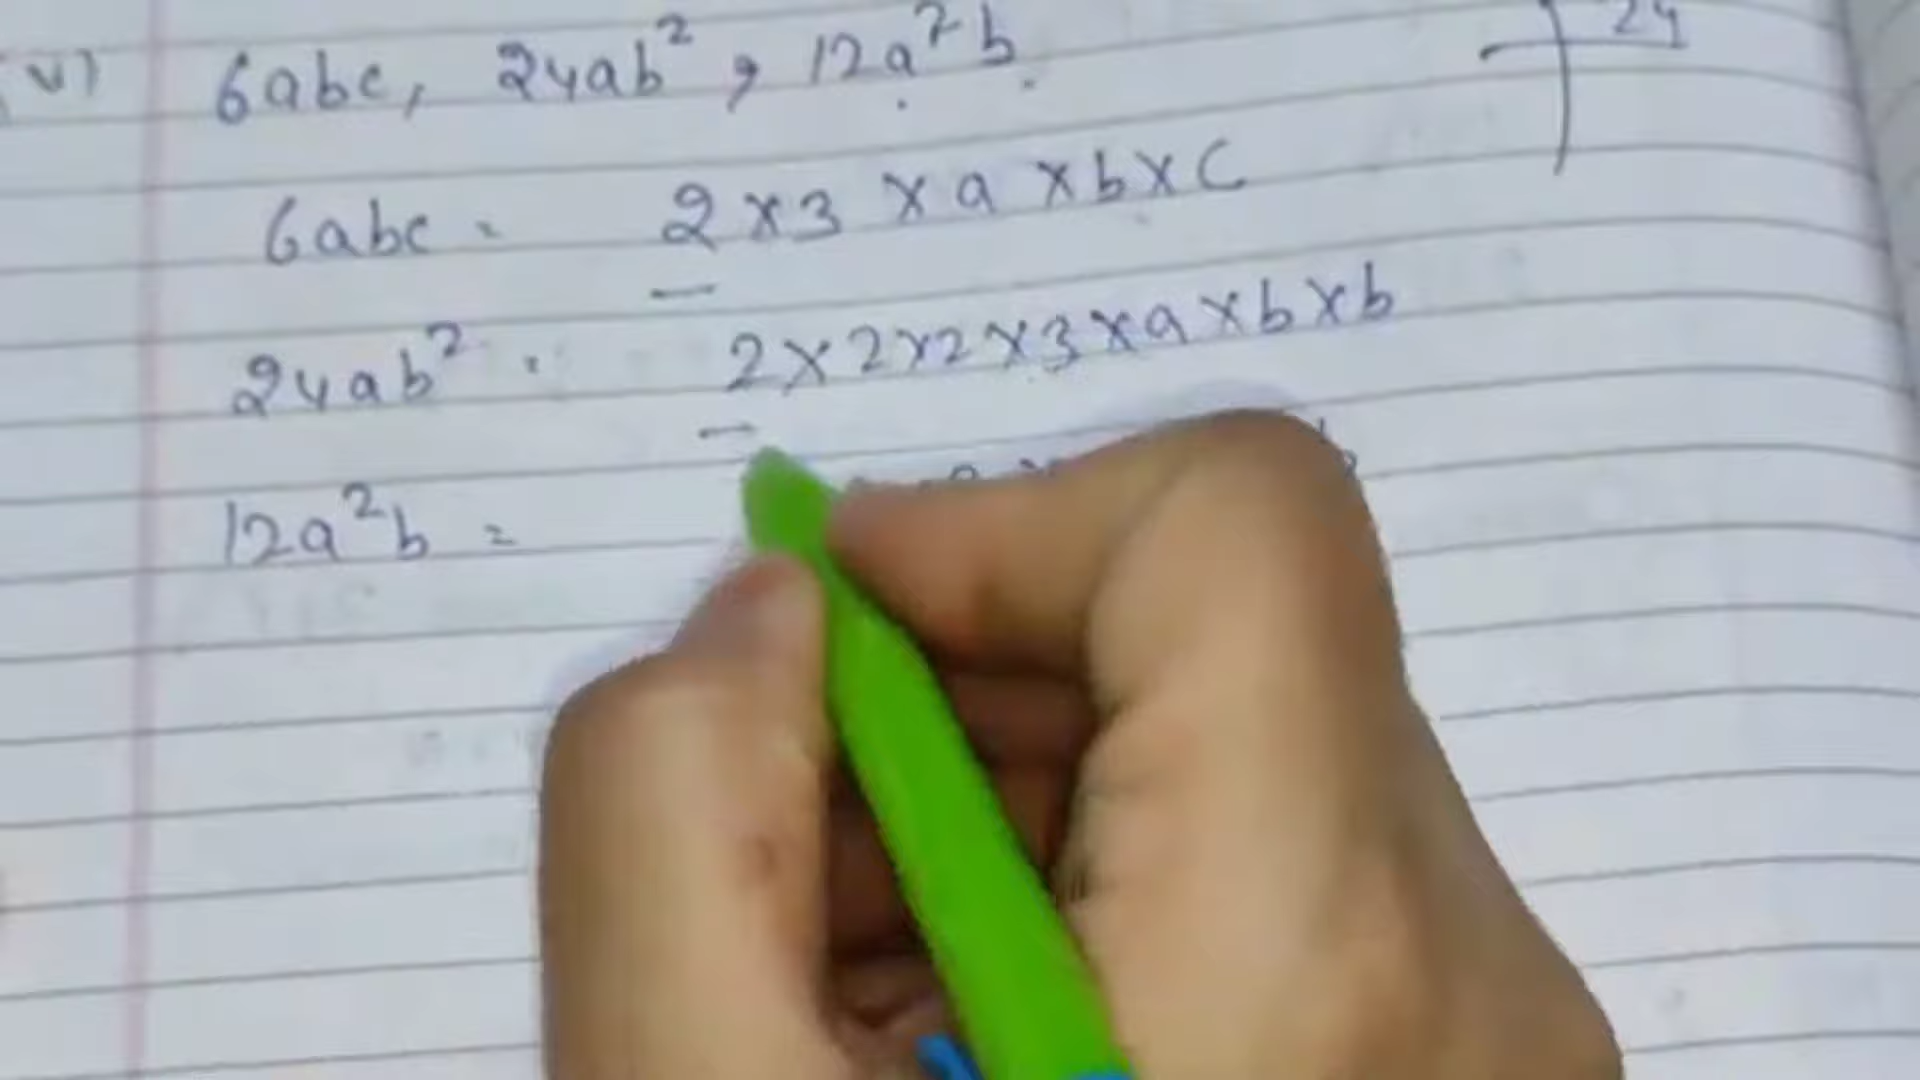 (v) 6abc, 24ab², 12a²b
24
6abc = 2×3×a×b×c
24ab² = 2×2×2×3×a×b×b
12a²b =